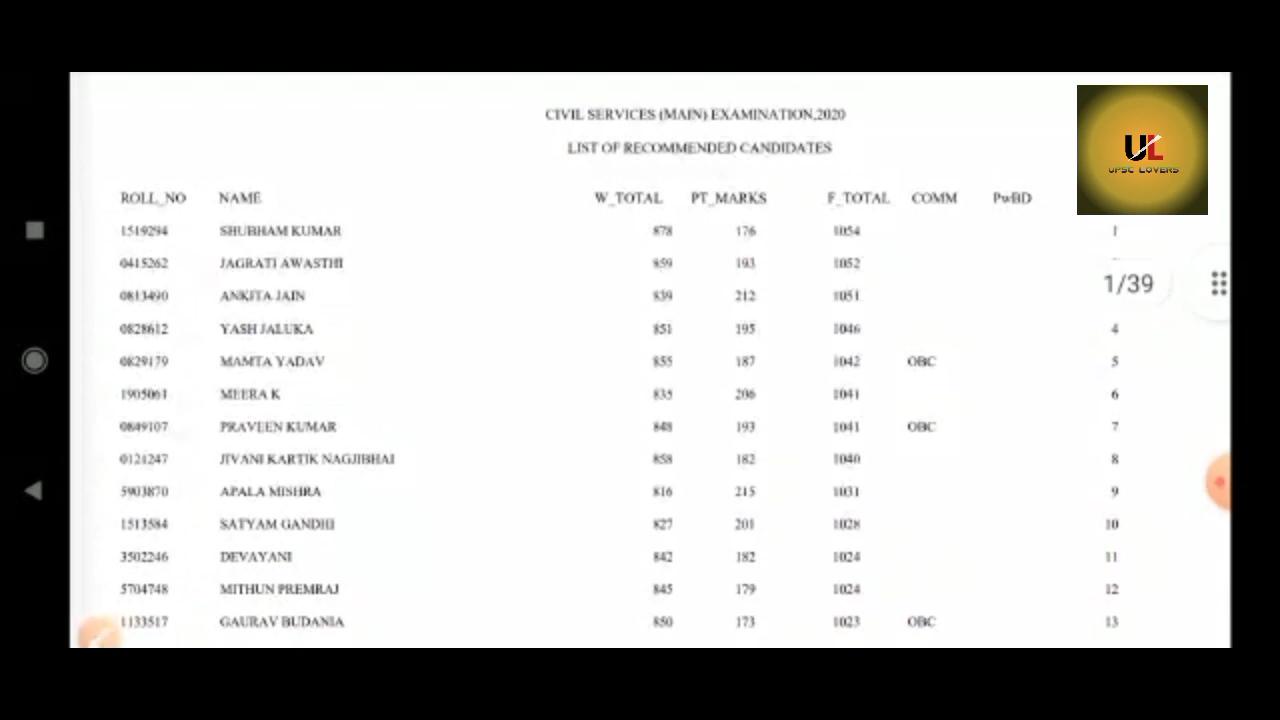 CIVIL SERVICES (MAIN) EXAMINATION,2020
LIST OF RECOMMENDED CANDIDATES
UL
UPSC LOVERS
ROLL_NO NAME W_TOTAL PT_MARKS F_TOTAL COMM PwBD
1519294 SHUBHAM KUMAR 878 176 1054 1
0415262 JAGRATI AWASTHI 859 193 1052
1/39
0813490 ANKITA JAIN 839 212 1051
0828612 YASH JALUKA 851 195 1046 4
0829179 MAMTA YADAV 855 187 1042 OBC 5
1905061 MEERA K 835 206 1041 6
0849107 PRAVEEN KUMAR 848 193 1041 OBC 7
0121247 JIVANI KARTIK NAGJIBHAI 858 182 1040 8
5903870 APALA MISHRA 816 215 1031 9
1513584 SATYAM GANDHI 827 201 1028 10
3502246 DEVAYANI 842 182 1024 11
5704748 MITHUN PREMRAJ 845 179 1024 12
1133517 GAURAV BUDANIA 850 173 1023 OBC 13